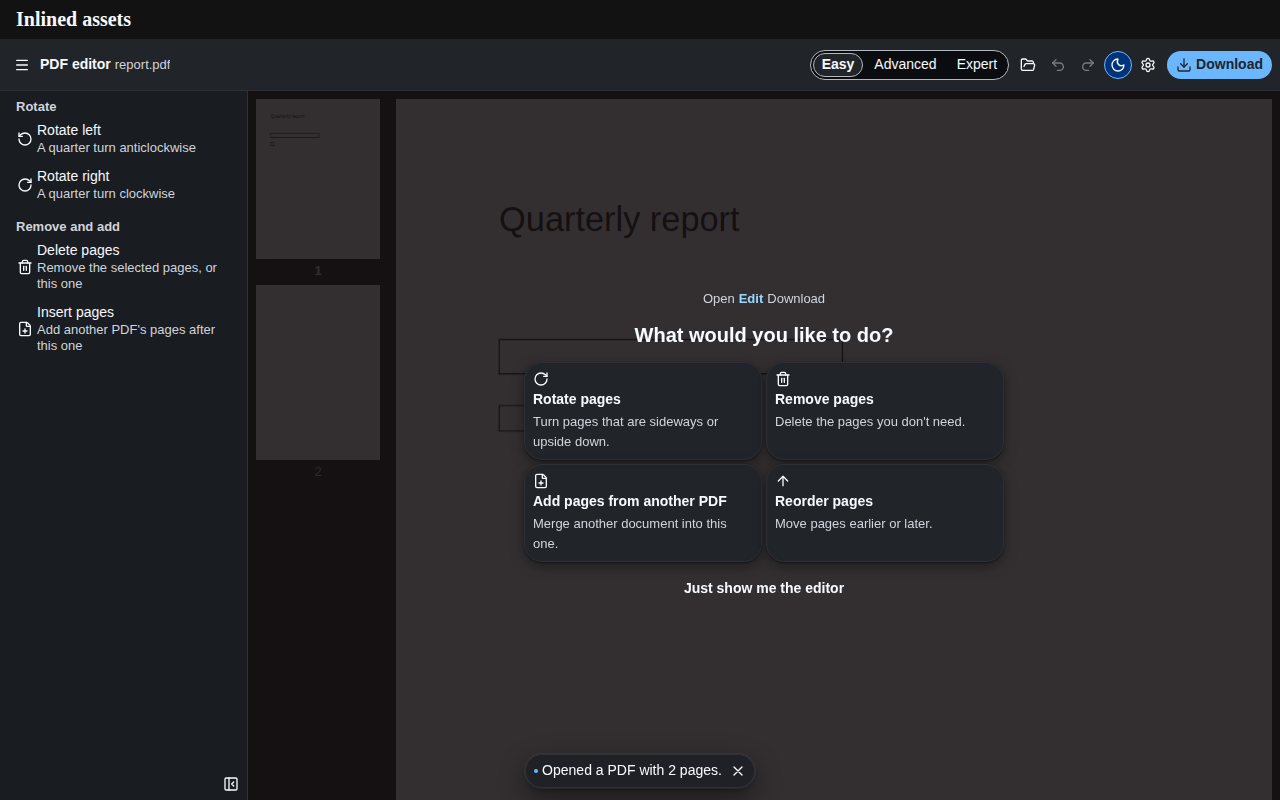 Inlined assets
PDF editor report.pdf
Easy Advanced Expert
Download
Rotate
Rotate left
A quarter turn anticlockwise
Rotate right
A quarter turn clockwise
Remove and add
Delete pages
Remove the selected pages, or
this one
Insert pages
Add another PDF's pages after
this one
Quarterly report
1
2
Quarterly report
Open Edit Download
What would you like to do?
Rotate pages
Turn pages that are sideways or
upside down.
Remove pages
Delete the pages you don't need.
Add pages from another PDF
Merge another document into this
one.
Reorder pages
Move pages earlier or later.
Just show me the editor
Opened a PDF with 2 pages.